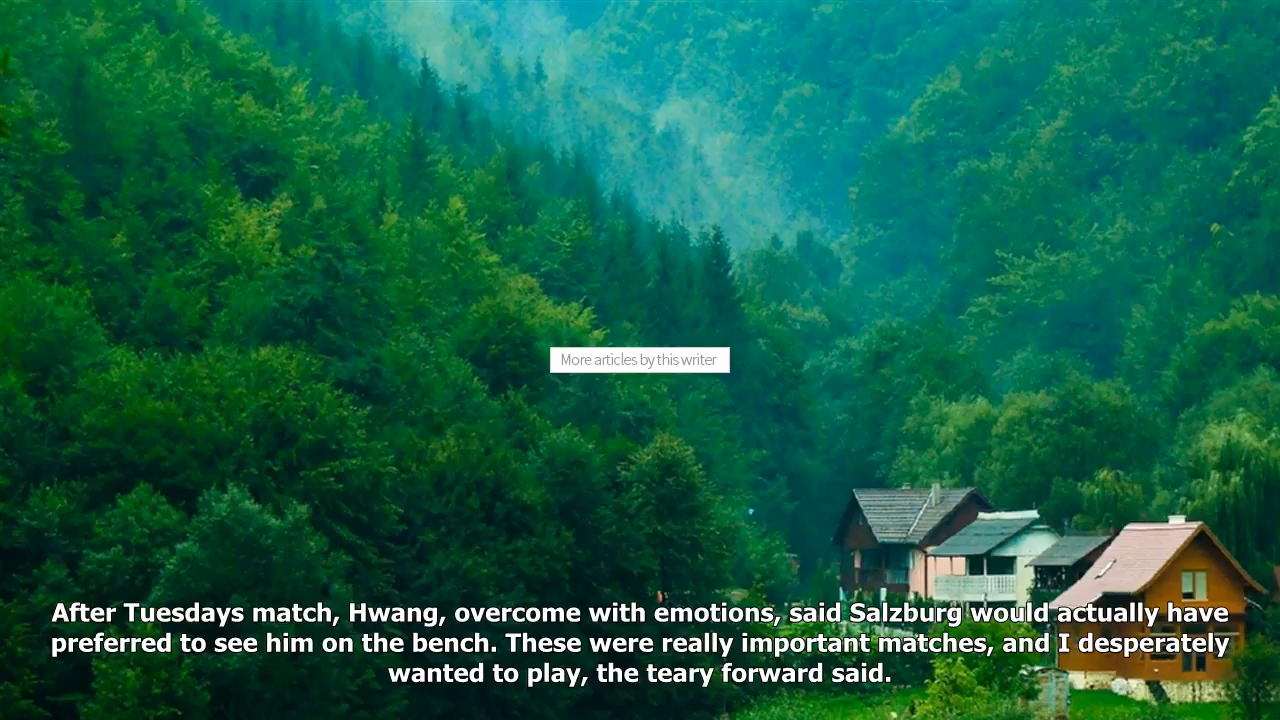 More articles by this writer
After Tuesdays match, Hwang, overcome with emotions, said Salzburg would actually have
preferred to see him on the bench. These were really important matches, and I desperately
wanted to play, the teary forward said.